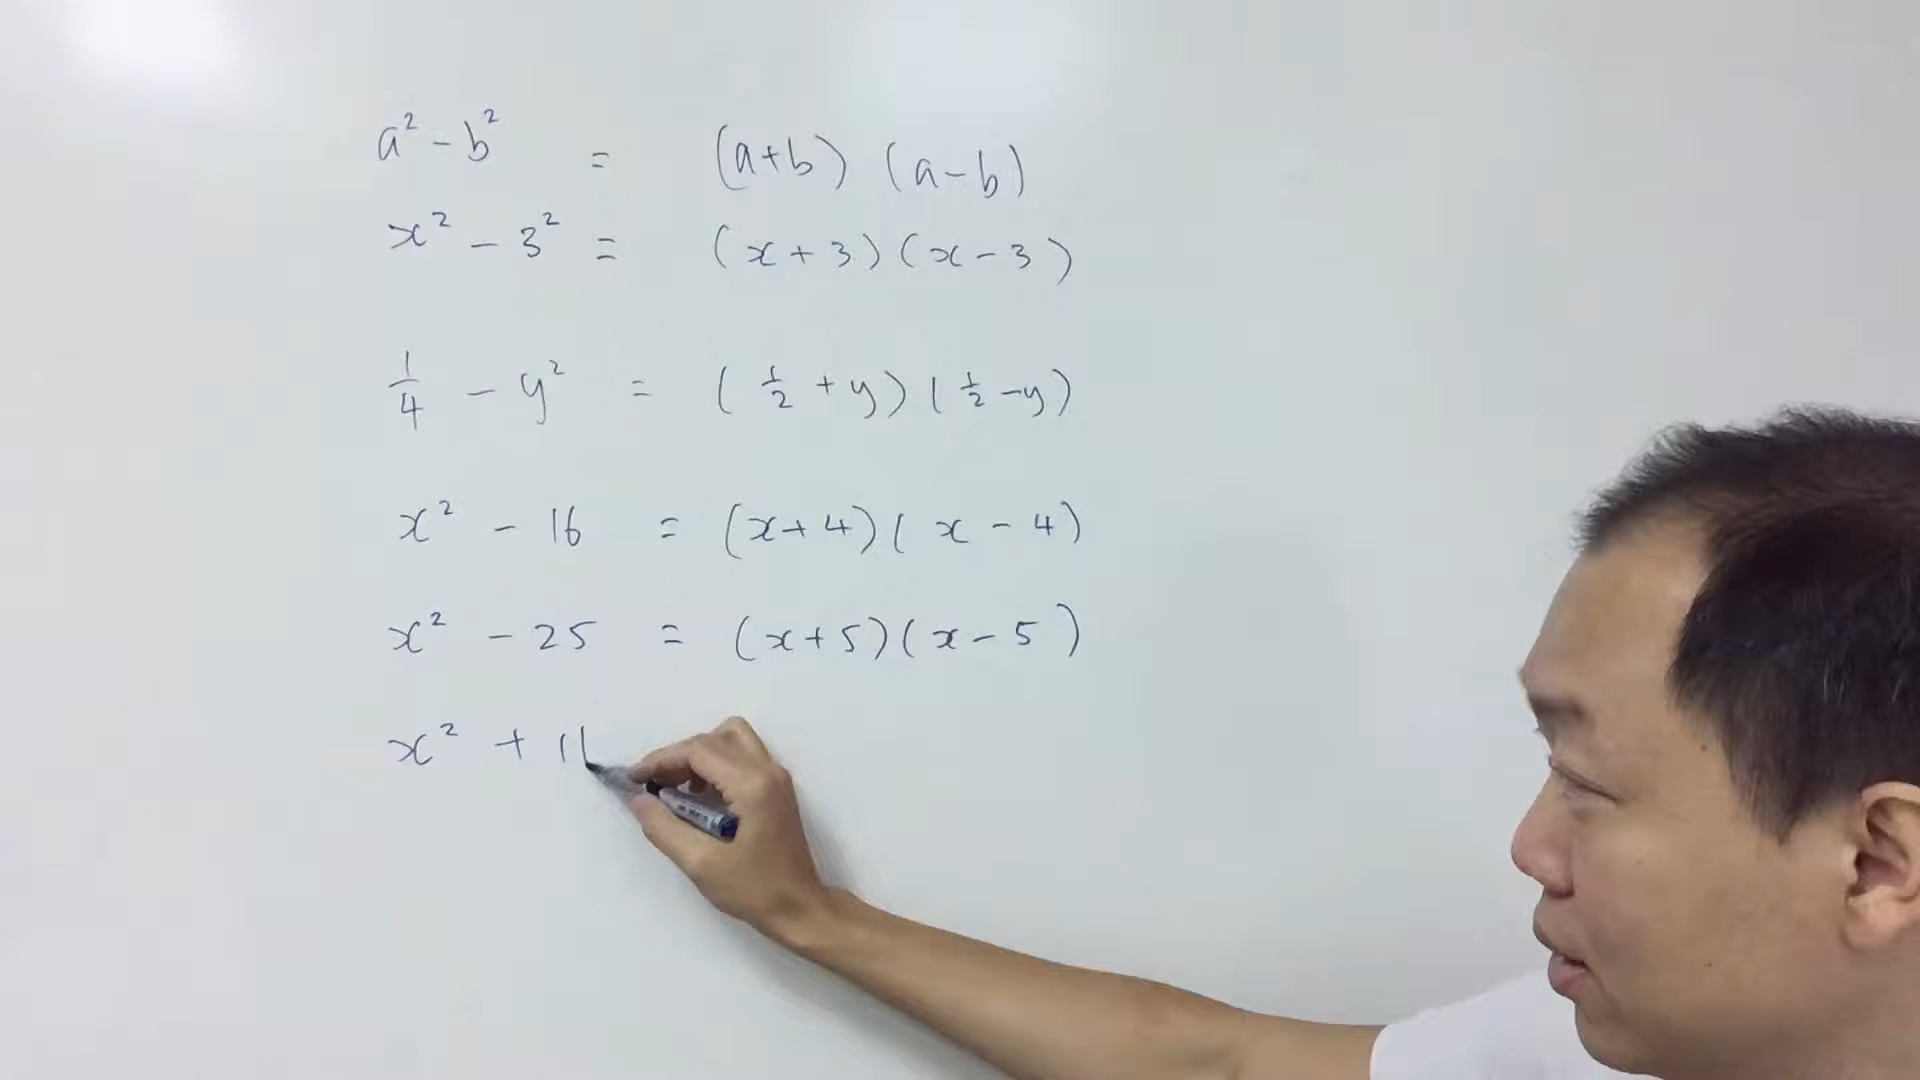 a² - b² = (a+b) (a-b)
x² - 3² = (x+3)(x-3)
1/4 - y² = (1/2 + y)(1/2 - y)
x² - 16 = (x+4)(x-4)
x² - 25 = (x+5)(x-5)
x² + 1